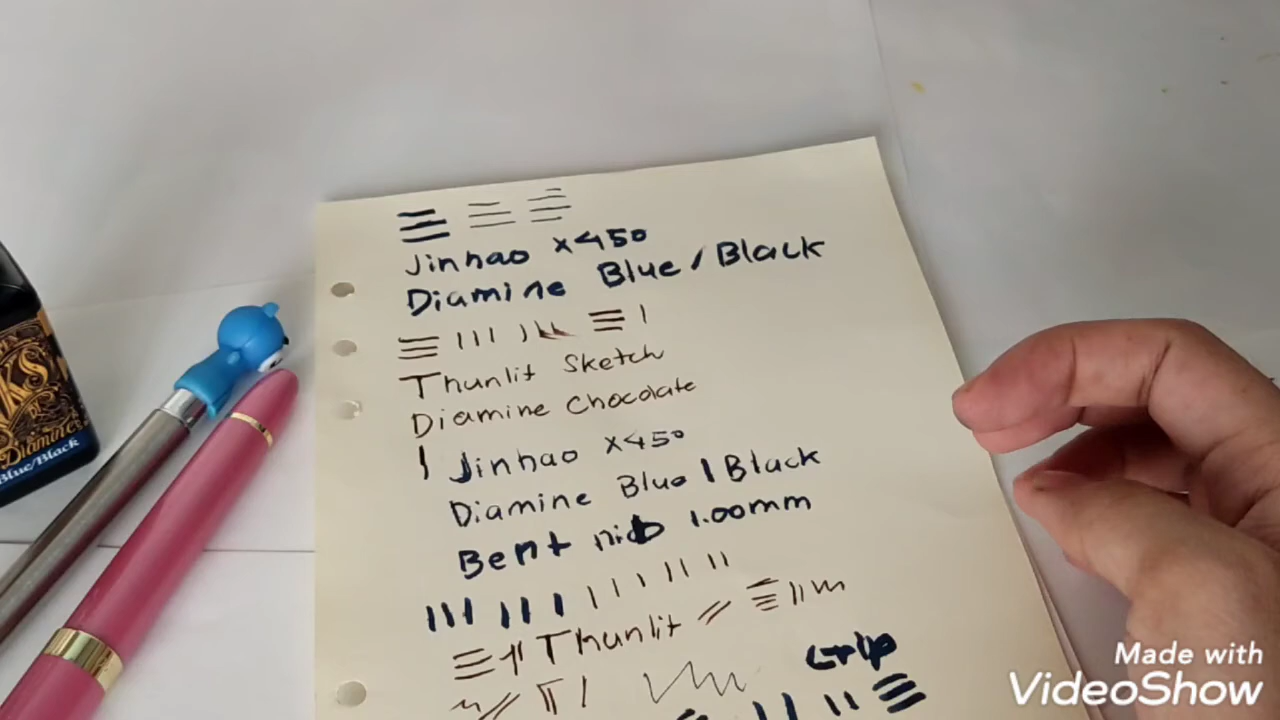 Jinhao x450
Diamine Blue/Black
Thunlit Sketch
Diamine Chocolate
Jinhao x450
Diamine Blue/Black
Bent nib 1.00mm
Thunlit
KS
Diamine
Blue/Black
Made with
VideoShow